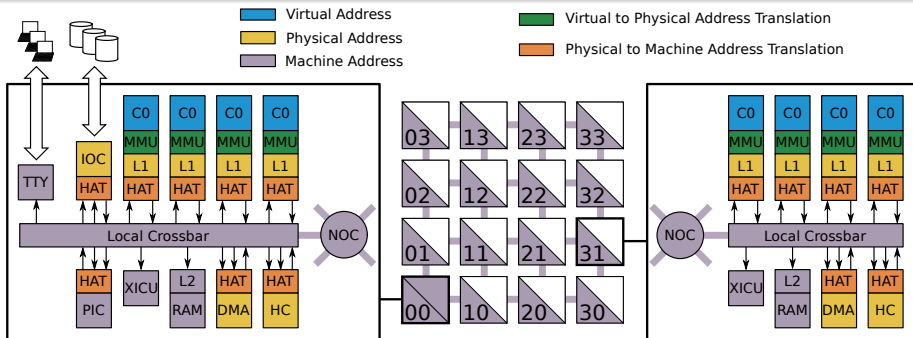 Virtual Address
Physical Address
Machine Address
Virtual to Physical Address Translation
Physical to Machine Address Translation
C0 C0 C0 C0
IOC MMU MMU MMU MMU
L1 L1 L1 L1
TTY HAT HAT HAT HAT HAT
Local Crossbar NOC
HAT XICU L2 HAT HAT
PIC RAM DMA HC
03 13 23 33
02 12 22 32
01 11 21 31
00 10 20 30
C0 C0 C0 C0
MMU MMU MMU MMU
L1 L1 L1 L1
HAT HAT HAT HAT
NOC Local Crossbar
XICU L2 HAT HAT
RAM DMA HC